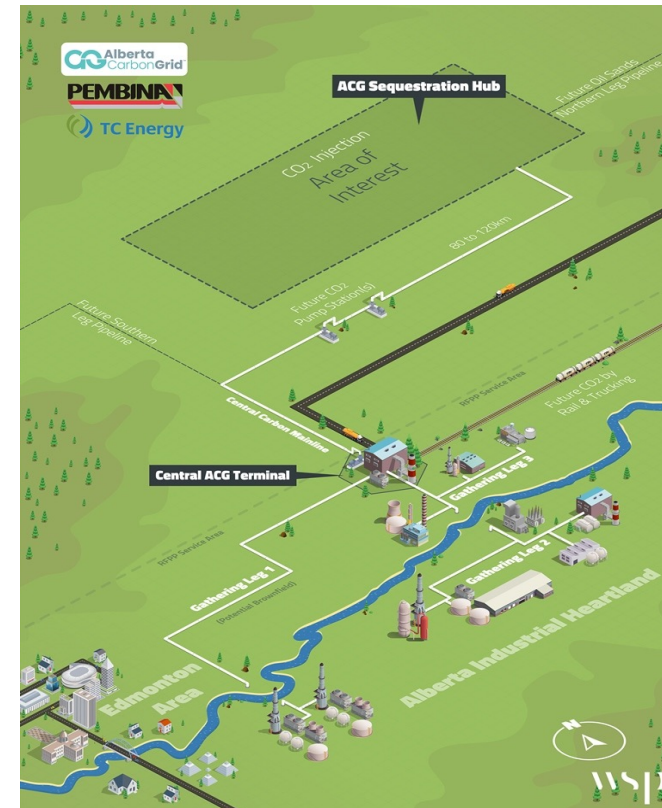 Alberta
CarbonGrid
PEMBINA
TC Energy
ACG Sequestration Hub
Future Oil Sands
Northern Leg Pipeline
CO2 Injection
Area of
Interest
80 to 120km
Future CO2
Pump Station(s)
Future Southern
Leg Pipeline
Central Carbon Mainline
RFPP Service Area
Future CO2 by
Rail & Trucking
Central ACG Terminal
Gathering Leg 3
RFPP Service Area
Gathering Leg 1
(Potential Brownfield)
Gathering Leg 2
Alberta Industrial Heartland
Edmonton
Area
N
WSP